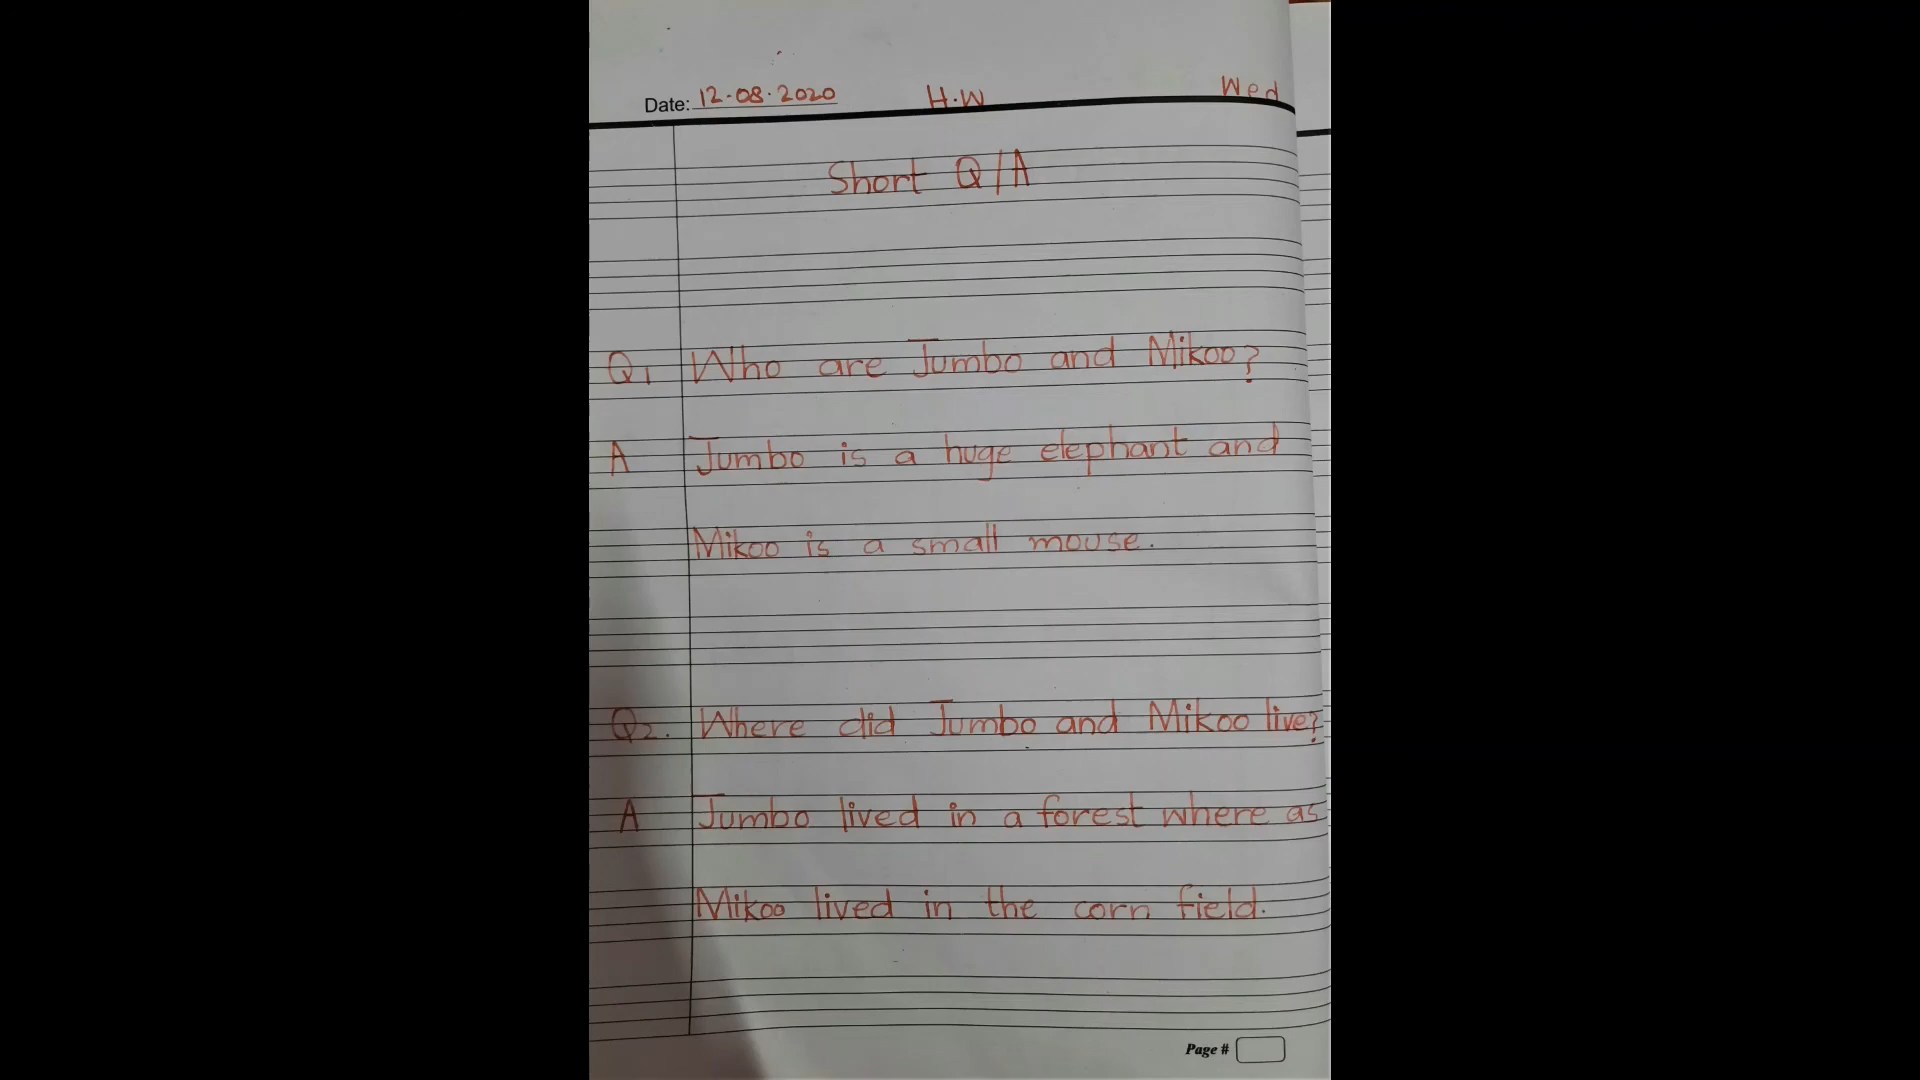 Date: 12.08.2020 H.W Wed
Short Q/A
Q1 Who are Jumbo and Mikoo?
A Jumbo is a huge elephant and
Mikoo is a small mouse.
Q2. Where did Jumbo and Mikoo live?
A Jumbo lived in a forest where as
Mikoo lived in the corn field.
Page #